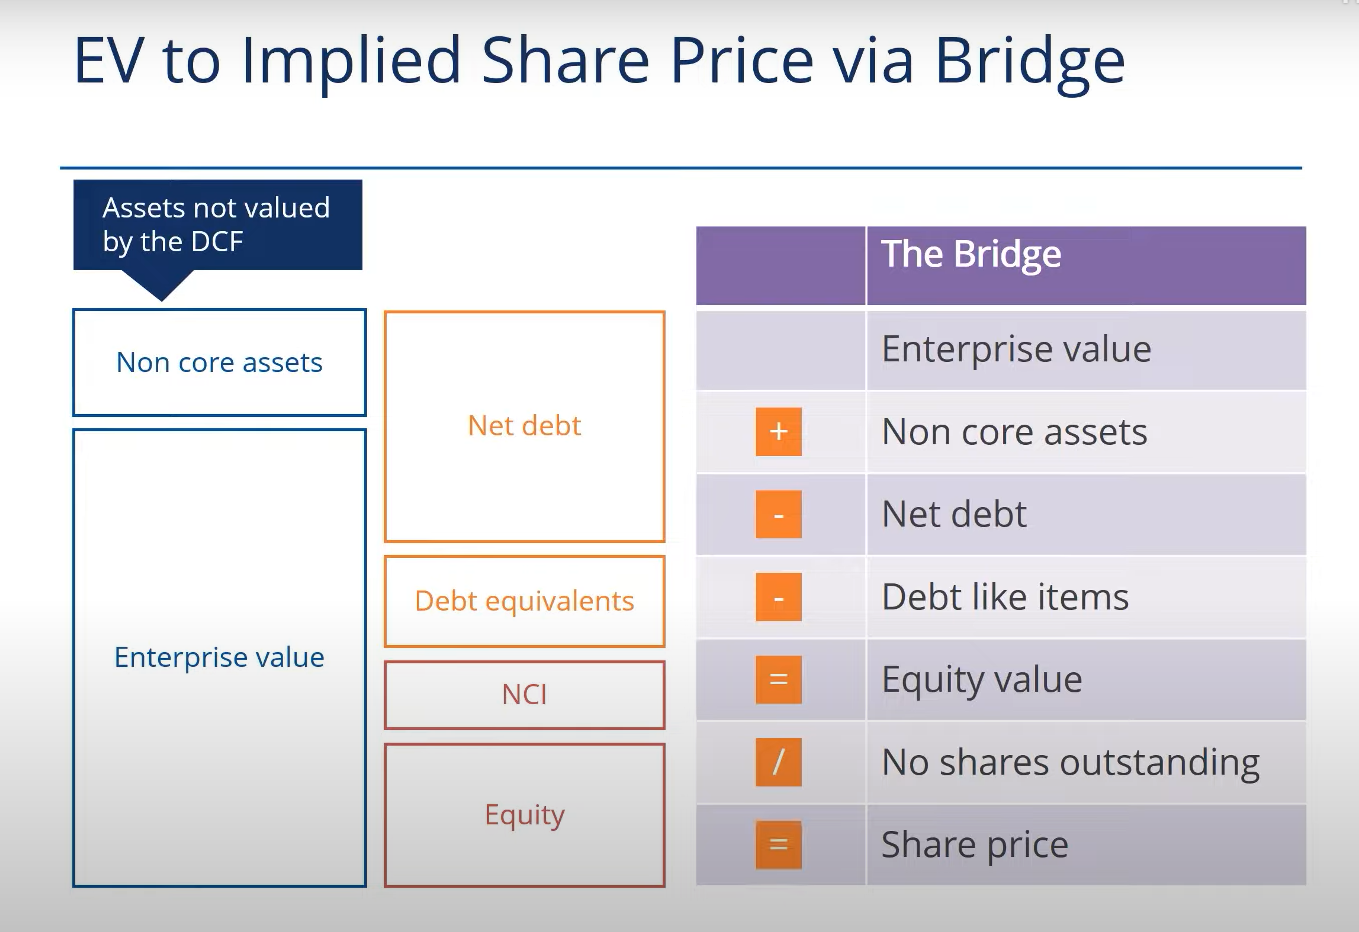 EV to Implied Share Price via Bridge
Assets not valued
by the DCF
Non core assets
Enterprise value
Net debt
Debt equivalents
NCI
Equity
The Bridge
Enterprise value
+ Non core assets
- Net debt
- Debt like items
= Equity value
/ No shares outstanding
= Share price